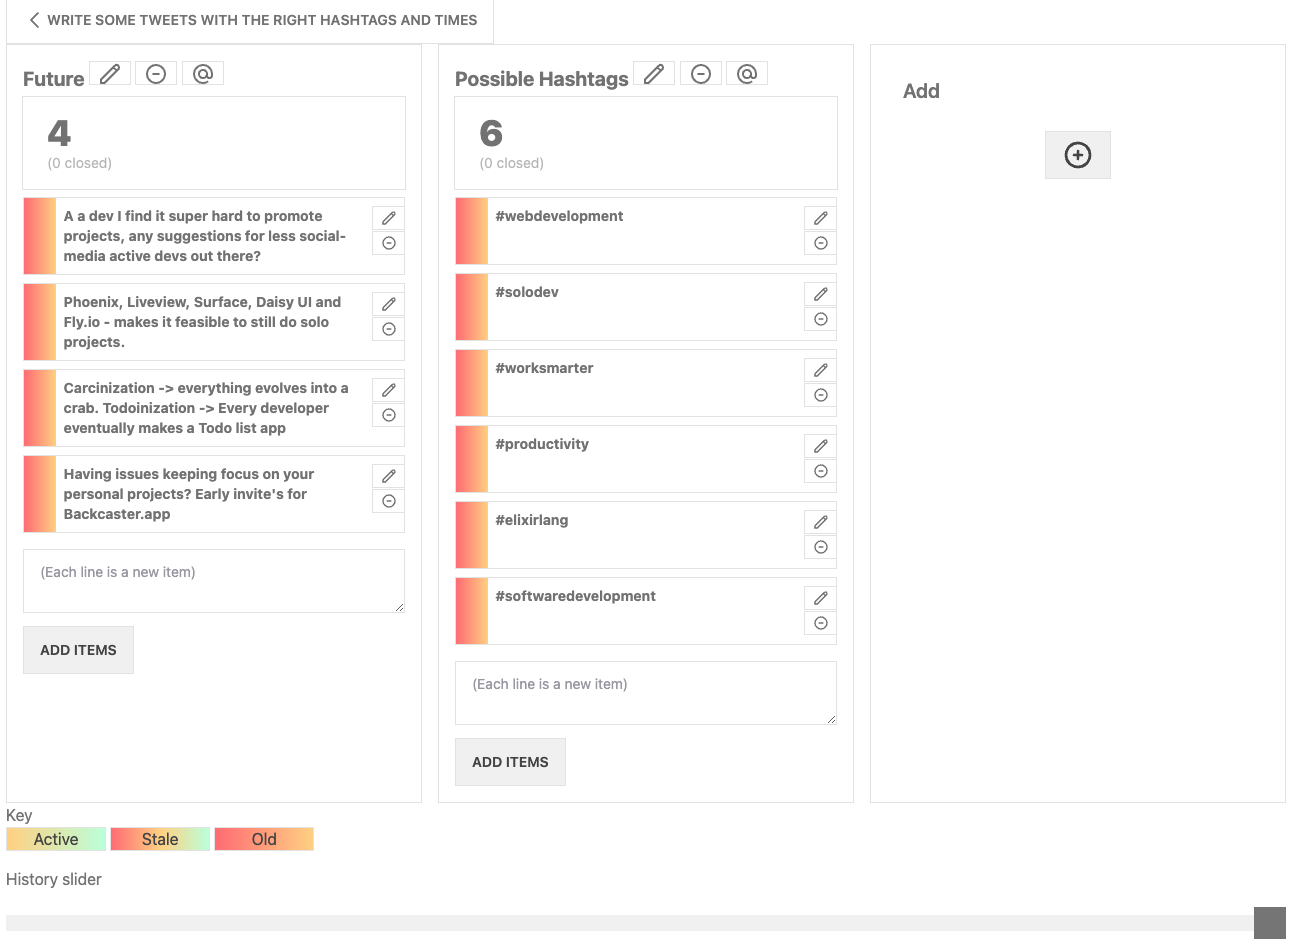 WRITE SOME TWEETS WITH THE RIGHT HASHTAGS AND TIMES
Future
4
(0 closed)
A a dev I find it super hard to promote
projects, any suggestions for less social-
media active devs out there?
Phoenix, Liveview, Surface, Daisy UI and
Fly.io - makes it feasible to still do solo
projects.
Carcinization -> everything evolves into a
crab. Todoinization -> Every developer
eventually makes a Todo list app
Having issues keeping focus on your
personal projects? Early invite's for
Backcaster.app
(Each line is a new item)
ADD ITEMS
Possible Hashtags
6
(0 closed)
#webdevelopment
#solodev
#worksmarter
#productivity
#elixirlang
#softwaredevelopment
(Each line is a new item)
ADD ITEMS
Add
Key
Active
Stale
Old
History slider